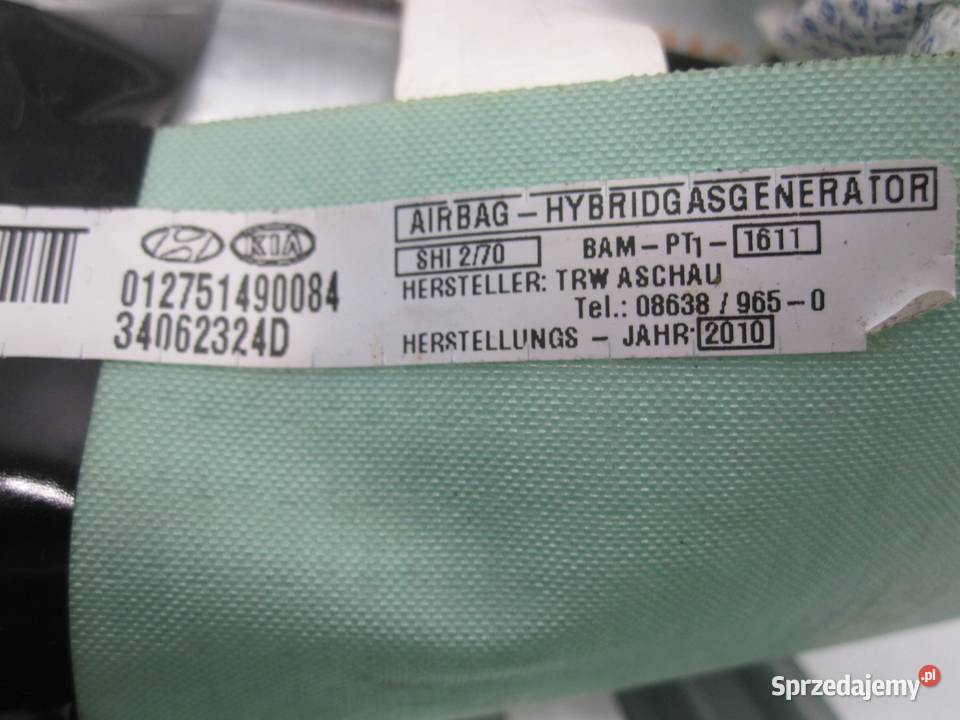 KIA
012751490084
34062324D
AIRBAG - HYBRIDGASGENERATOR
SHI 2/70 BAM - PT1 - 1611
HERSTELLER: TRW ASCHAU
Tel.: 08638 / 965-0
HERSTELLUNGS - JAHR: 2010
Sprzedajemy.pl